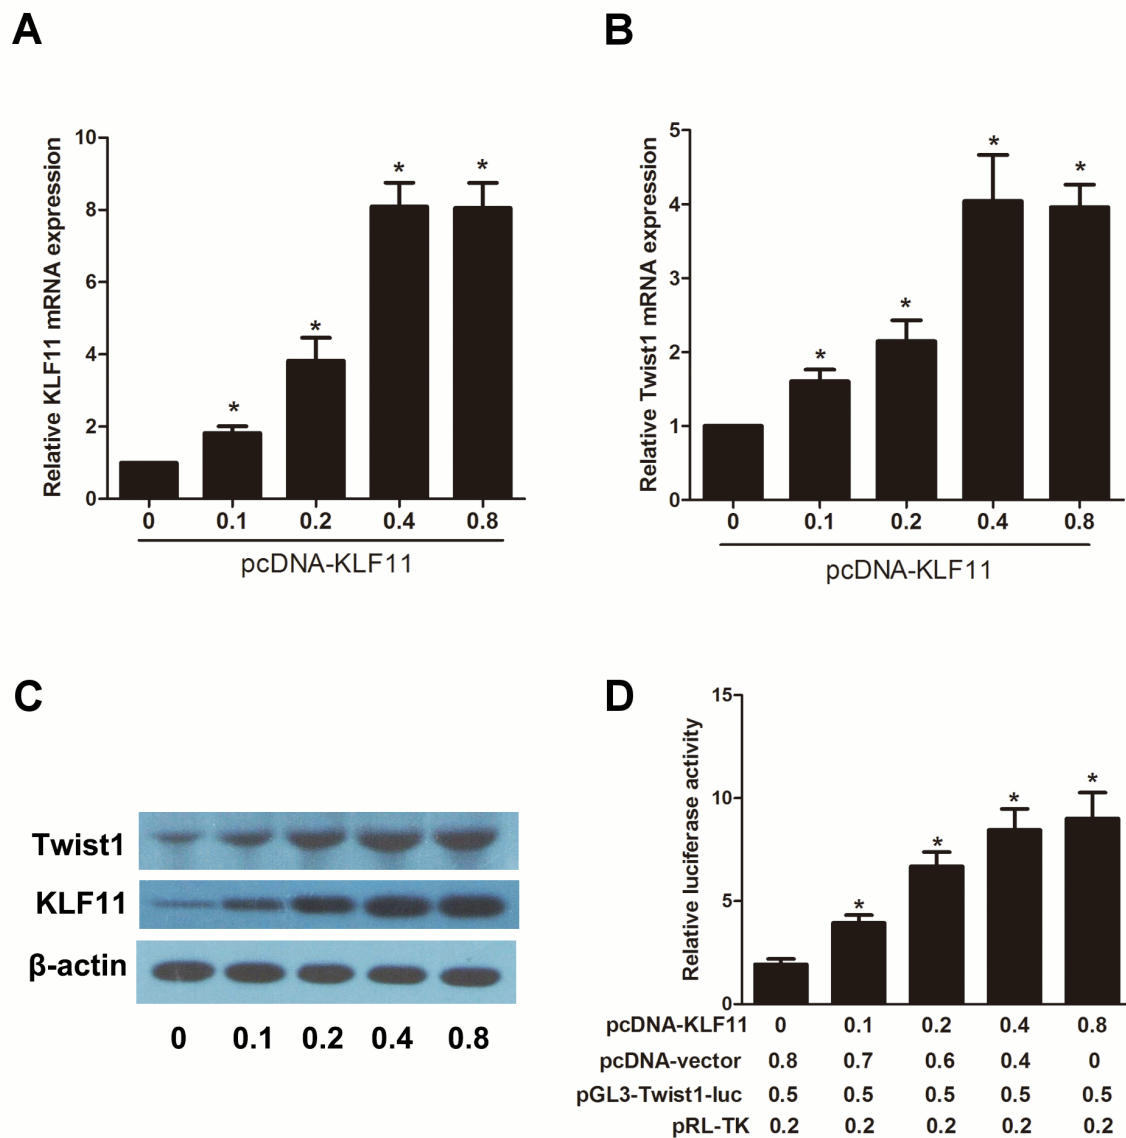 A
Relative KLF11 mRNA expression
10
8
6
4
2
0
*
*
*
*
0 0.1 0.2 0.4 0.8
pcDNA-KLF11
B
Relative Twist1 mRNA expression
5
4
3
2
1
0
*
*
*
*
0 0.1 0.2 0.4 0.8
pcDNA-KLF11
C
Twist1
KLF11
β-actin
0 0.1 0.2 0.4 0.8
D
Relative luciferase activity
15
10
5
0
*
*
*
*
pcDNA-KLF11 0 0.1 0.2 0.4 0.8
pcDNA-vector 0.8 0.7 0.6 0.4 0
pGL3-Twist1-luc 0.5 0.5 0.5 0.5 0.5
pRL-TK 0.2 0.2 0.2 0.2 0.2